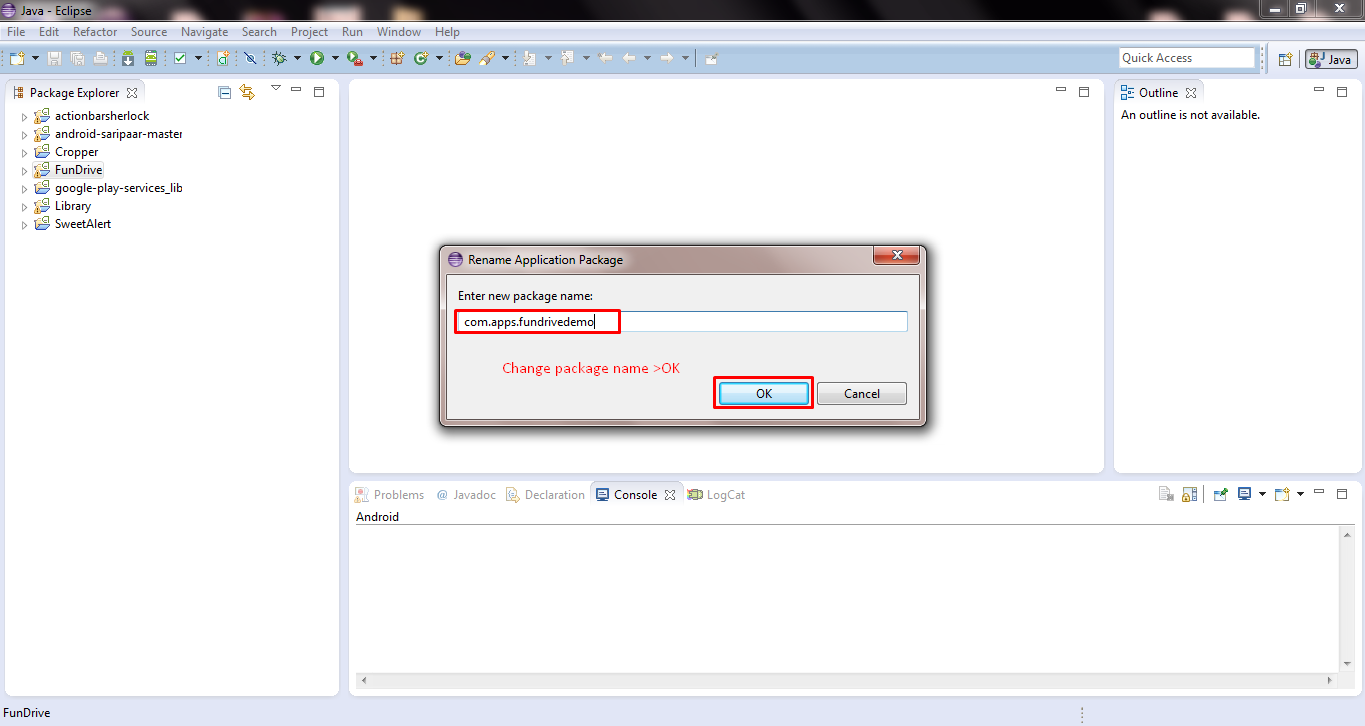 Java - Eclipse
File Edit Refactor Source Navigate Search Project Run Window Help
Quick Access
Java
Package Explorer
actionbarsherlock
android-saripaar-master
Cropper
FunDrive
google-play-services_lib
Library
SweetAlert
Outline
An outline is not available.
Rename Application Package
Enter new package name:
com.apps.fundrivedemo
Change package name >OK
OK Cancel
Problems @ Javadoc Declaration Console LogCat
Android
FunDrive